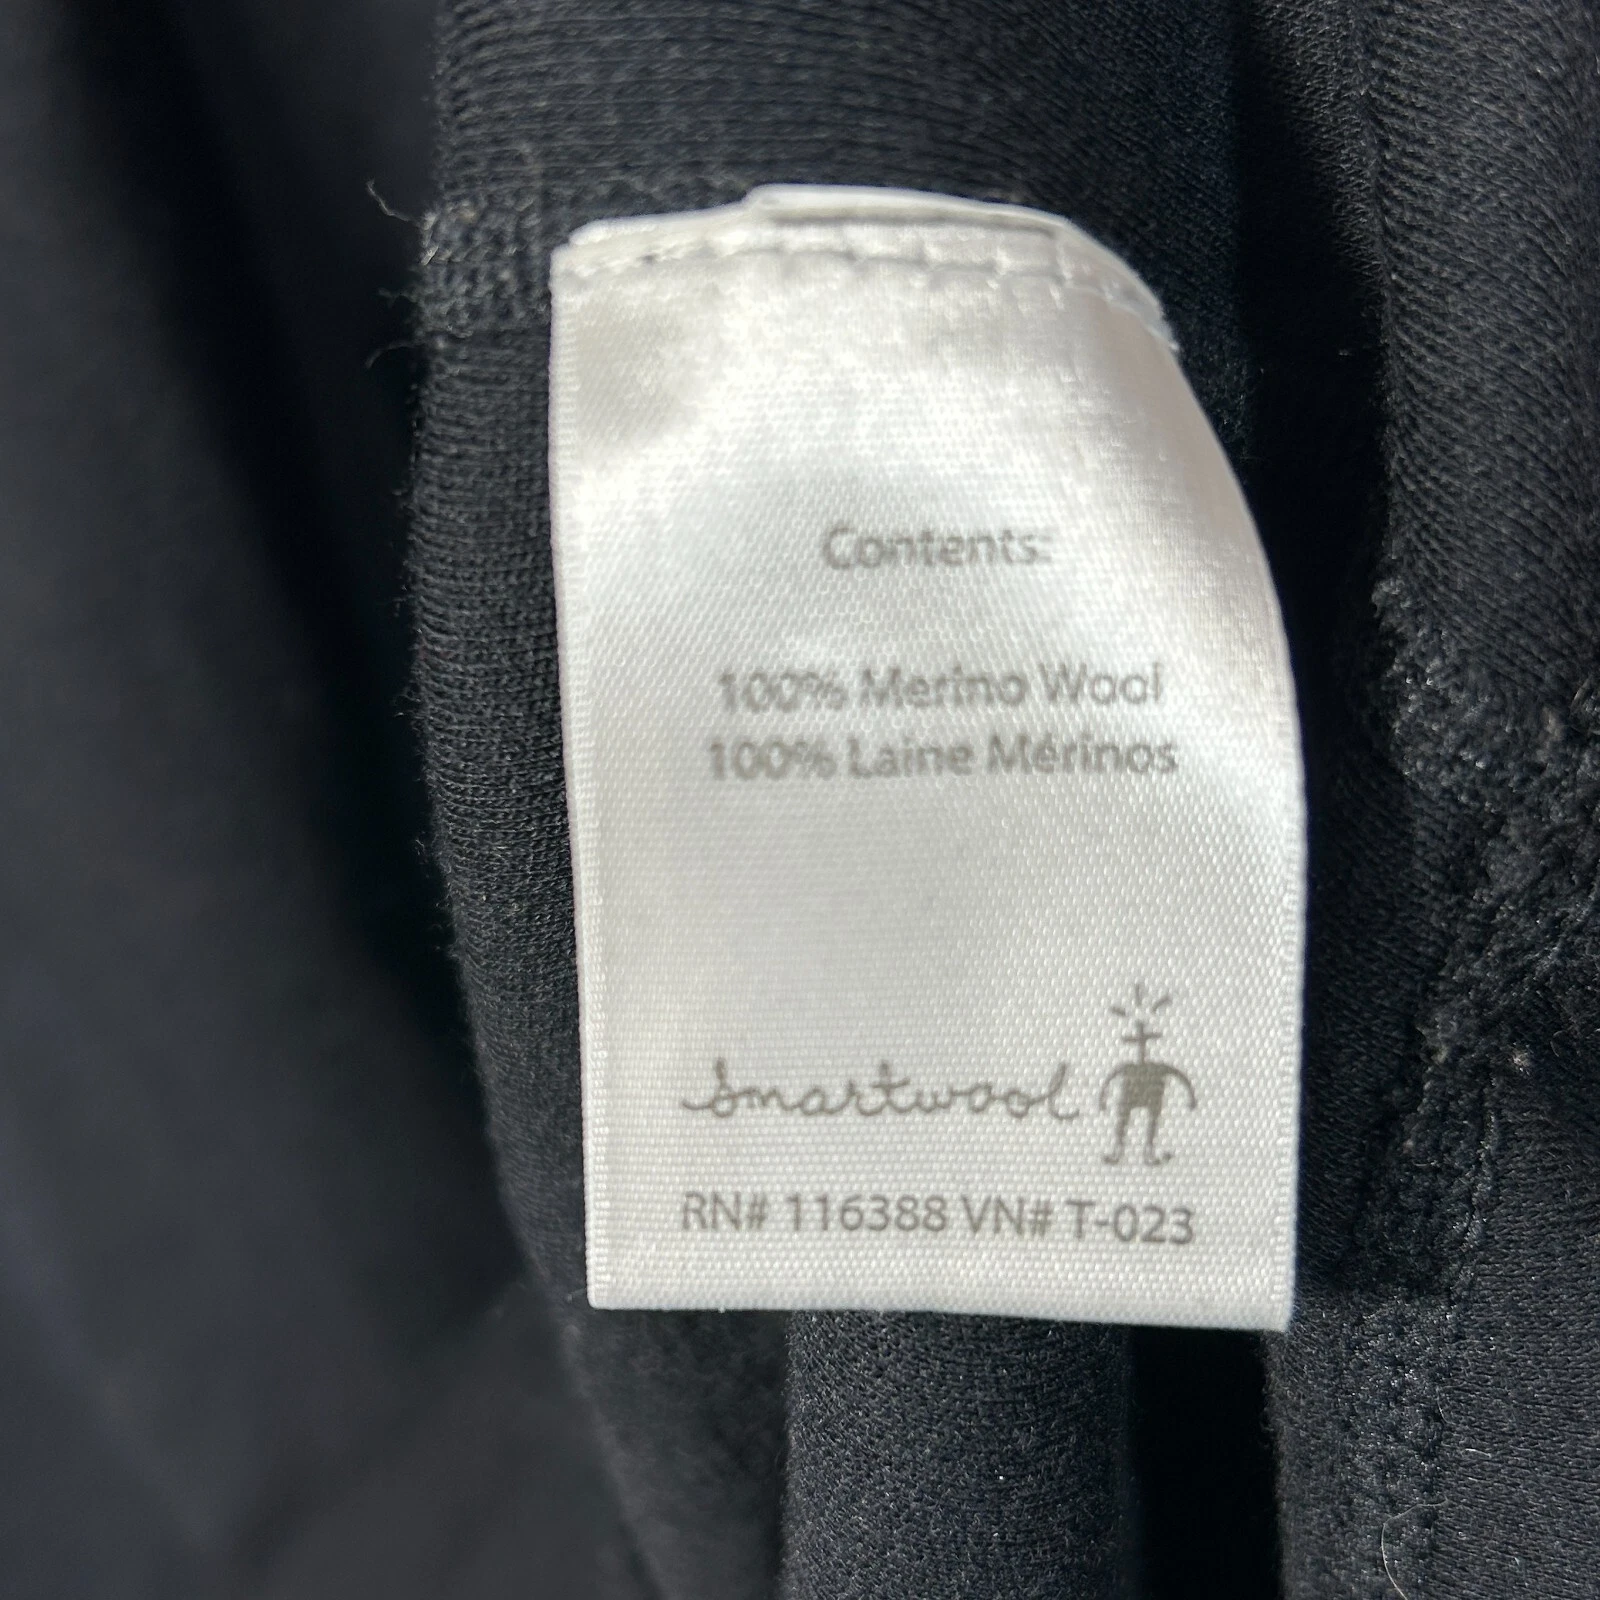 Contents:
100% Merino Wool
100% Laine Mérinos
smartwool
RN# 116388 VN# T-023